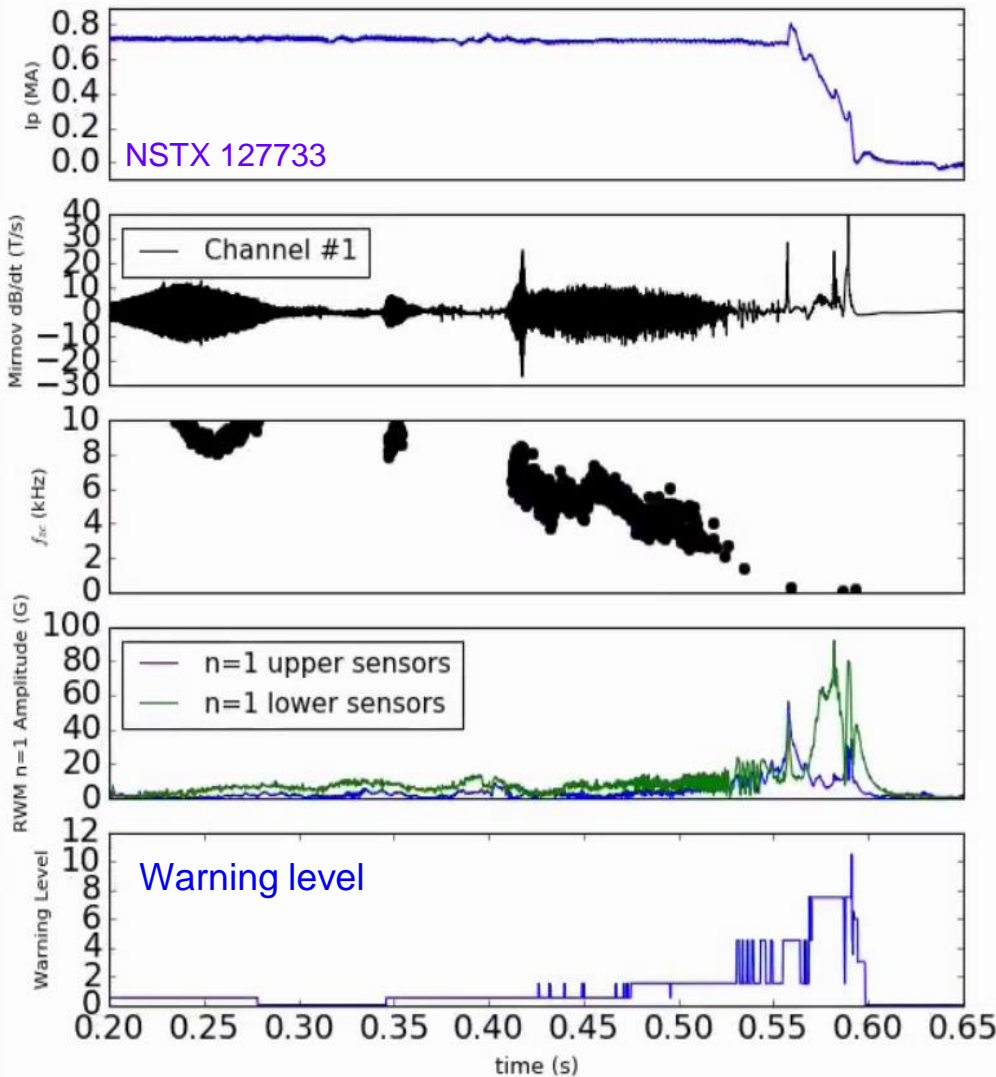 0.8
0.6
0.4
0.2
0.0
Ip (MA)
NSTX 127733
40
30
20
10
0
−10
−20
−30
Mirnov dB/dt (T/s)
Channel #1
10
8
6
4
2
0
f (kHz)
100
80
60
40
20
0
RWM n=1 Amplitude (G)
n=1 upper sensors
n=1 lower sensors
12
10
8
6
4
2
0
Warning Level
Warning level
0.20 0.25 0.30 0.35 0.40 0.45 0.50 0.55 0.60 0.65
time (s)